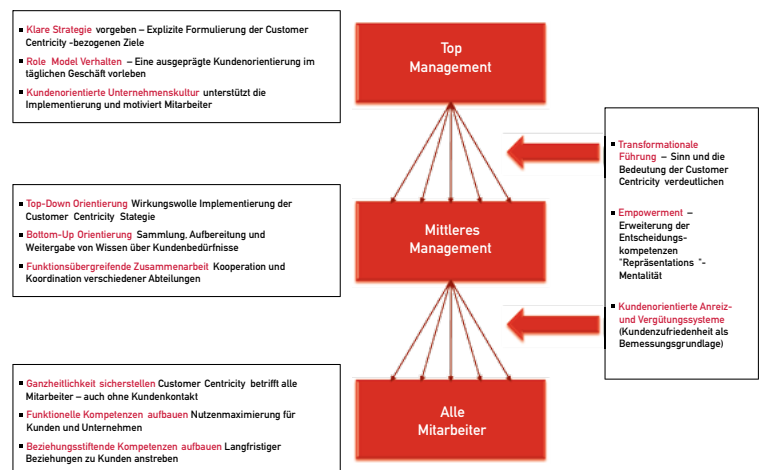 ▪ Klare Strategie vorgeben – Explizite Formulierung der Customer
Centricity -bezogenen Ziele
▪ Role Model Verhalten – Eine ausgeprägte Kundenorientierung im
täglichen Geschäft vorleben
▪ Kundenorientierte Unternehmenskultur unterstützt die
Implementierung und motiviert Mitarbeiter
Top
Management
▪ Transformationale
Führung – Sinn und die
Bedeutung der Customer
Centricity verdeutlichen
▪ Empowerment –
Erweiterung der
Entscheidungs-
kompetenzen
"Repräsentations "-
Mentalität
▪ Kundenorientierte Anreiz-
und Vergütungssysteme
(Kundenzufriedenheit als
Bemessungsgrundlage)
▪ Top-Down Orientierung Wirkungswolle Implementierung der
Customer Centricity Stategie
▪ Bottom-Up Orientierung Sammlung, Aufbereitung und
Weitergabe von Wissen über Kundenbedürfnisse
▪ Funktionsübergreifende Zusammenarbeit Kooperation und
Koordination verschiedener Abteilungen
Mittleres
Management
▪ Ganzheitlichkeit sicherstellen Customer Centricity betrifft alle
Mitarbeiter – auch ohne Kundenkontakt
▪ Funktionelle Kompetenzen aufbauen Nutzenmaximierung für
Kunden und Unternehmen
▪ Beziehungsstiftende Kompetenzen aufbauen Langfristiger
Beziehungen zu Kunden anstreben
Alle
Mitarbeiter